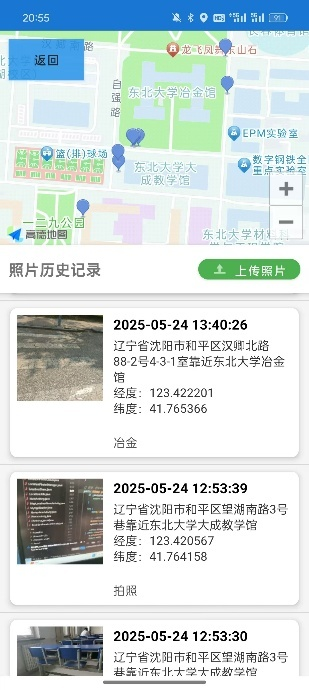 20:55
91
返回
龙飞凤新东山石
自强路
东北大学冶金馆
EPM实验室
篮(排)球场
东北大学大
成教学馆
数字钢铁全
重点实验室
一二九公园
东北大学材料
高德地图
+
−
照片历史记录
上传照片
2025-05-24 13:40:26
辽宁省沈阳市和平区汉卿北路
88-2号4-3-1室靠近东北大学冶金
馆
经度：123.422201
纬度：41.765366
冶金
2025-05-24 12:53:39
辽宁省沈阳市和平区望湖南路3号
巷靠近东北大学大成教学馆
经度：123.420567
纬度：41.764158
拍照
2025-05-24 12:53:30
辽宁省沈阳市和平区望湖南路3号
巷靠近东北大学大成教学馆